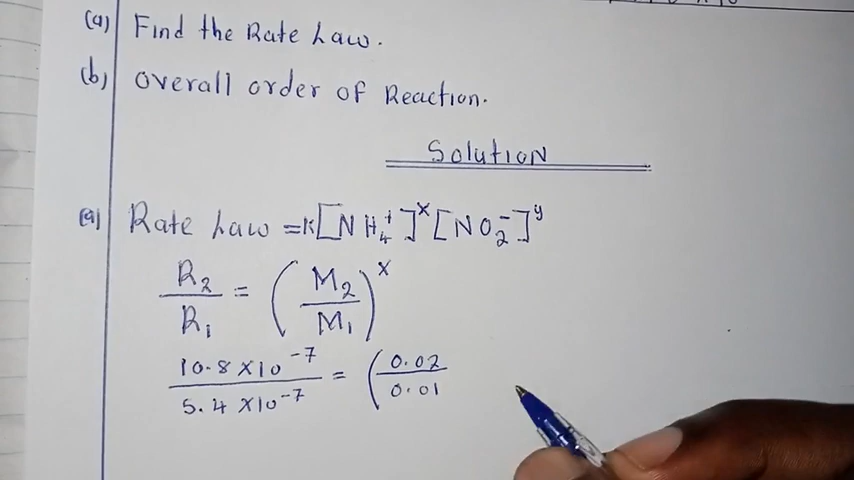 (a) Find the Rate Law.
(b) Overall order of Reaction.
Solution
(a) Rate Law = K[NH₄⁺]ˣ[NO₂⁻]ʸ
R₂/R₁ = (M₂/M₁)ˣ
10.8 × 10⁻⁷/5.4 × 10⁻⁷ = (0.02/0.01